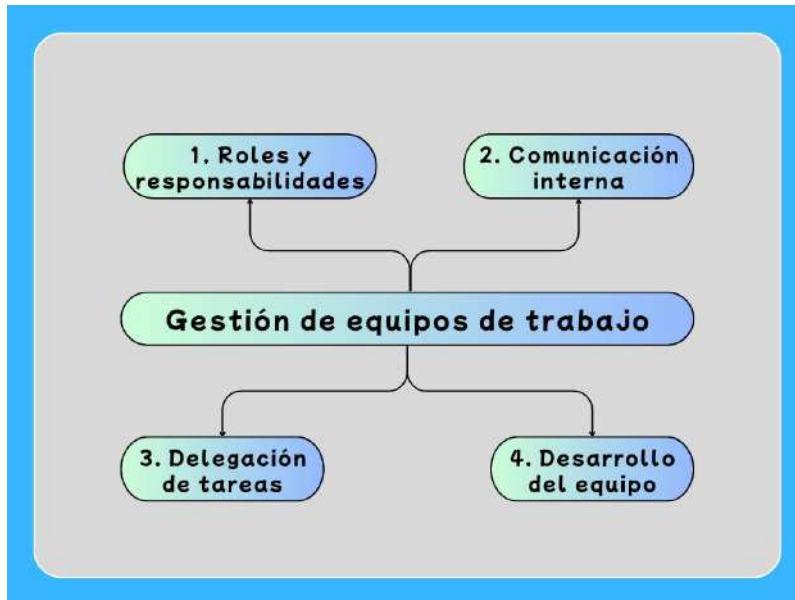 1. Roles y
responsabilidades
2. Comunicación
interna
Gestión de equipos de trabajo
3. Delegación
de tareas
4. Desarrollo
del equipo